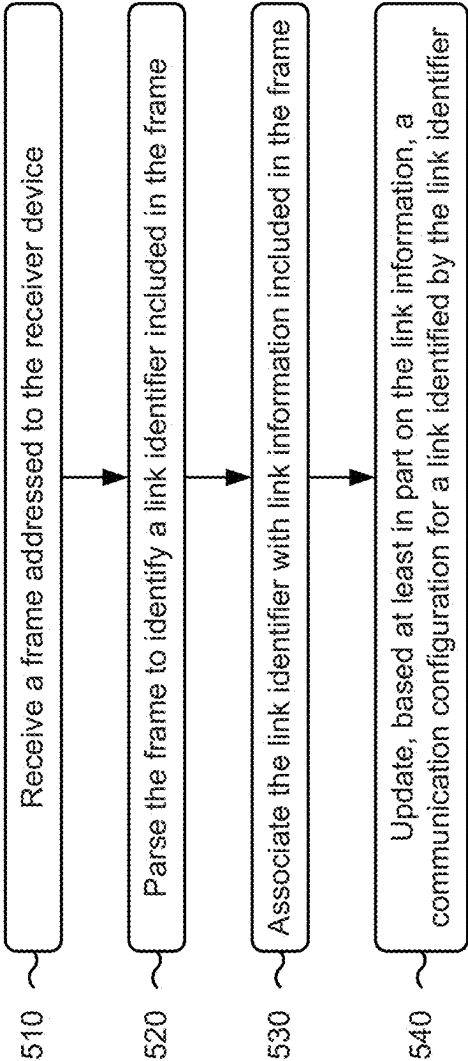 510
Receive a frame addressed to the receiver device
520
Parse the frame to identify a link identifier included in the frame
530
Associate the link identifier with link information included in the frame
540
Update, based at least in part on the link information, a
communication configuration for a link identified by the link identifier